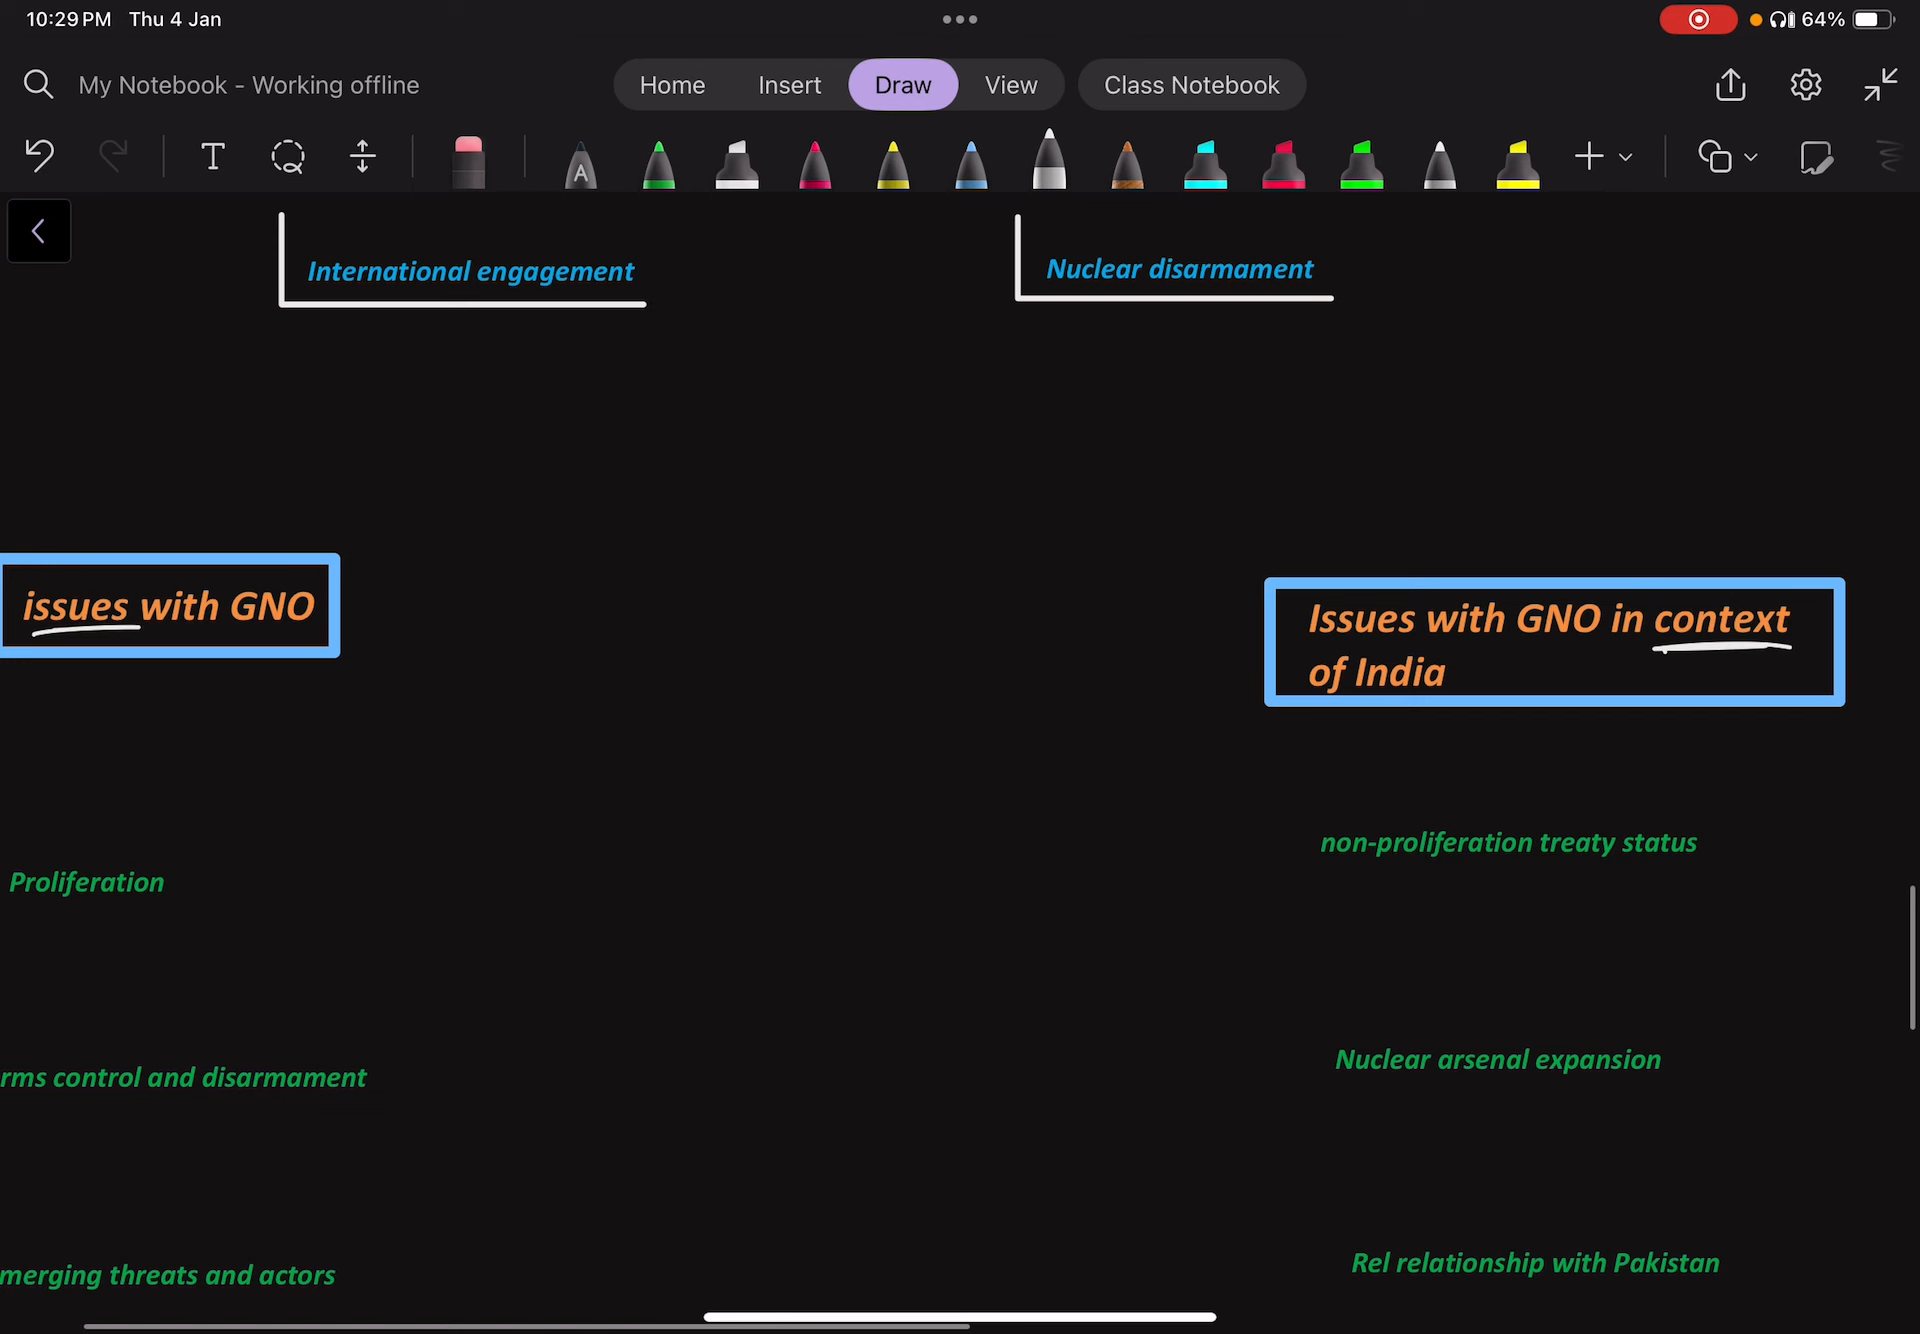 10:29 PM Thu 4 Jan
64%
My Notebook - Working offline
Home Insert Draw View Class Notebook
T
A
International engagement
Nuclear disarmament
issues with GNO
Issues with GNO in context
of India
non-proliferation treaty status
Proliferation
Nuclear arsenal expansion
rms control and disarmament
Rel relationship with Pakistan
merging threats and actors